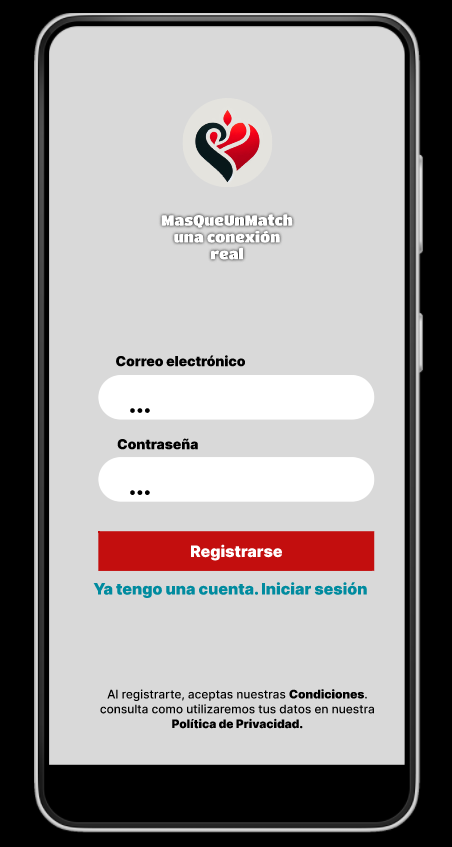 MasQueUnMatch
una conexión
real
Correo electrónico
...
Contraseña
...
Registrarse
Ya tengo una cuenta. Iniciar sesión
Al registrarte, aceptas nuestras Condiciones.
consulta como utilizaremos tus datos en nuestra
Política de Privacidad.